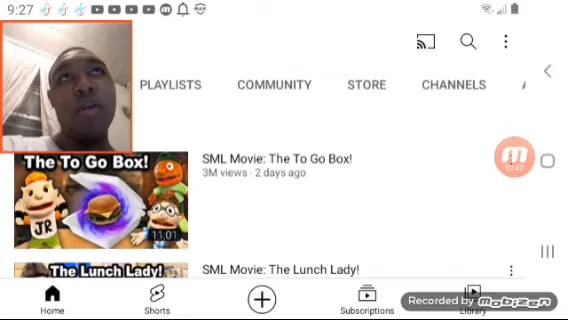 9:27
PLAYLISTS COMMUNITY STORE CHANNELS
The To Go Box!
JR
11:01
SML Movie: The To Go Box!
3M views · 2 days ago
The Lunch Lady!
SML Movie: The Lunch Lady!
Home Shorts Subscriptions Library
Recorded by mobizen